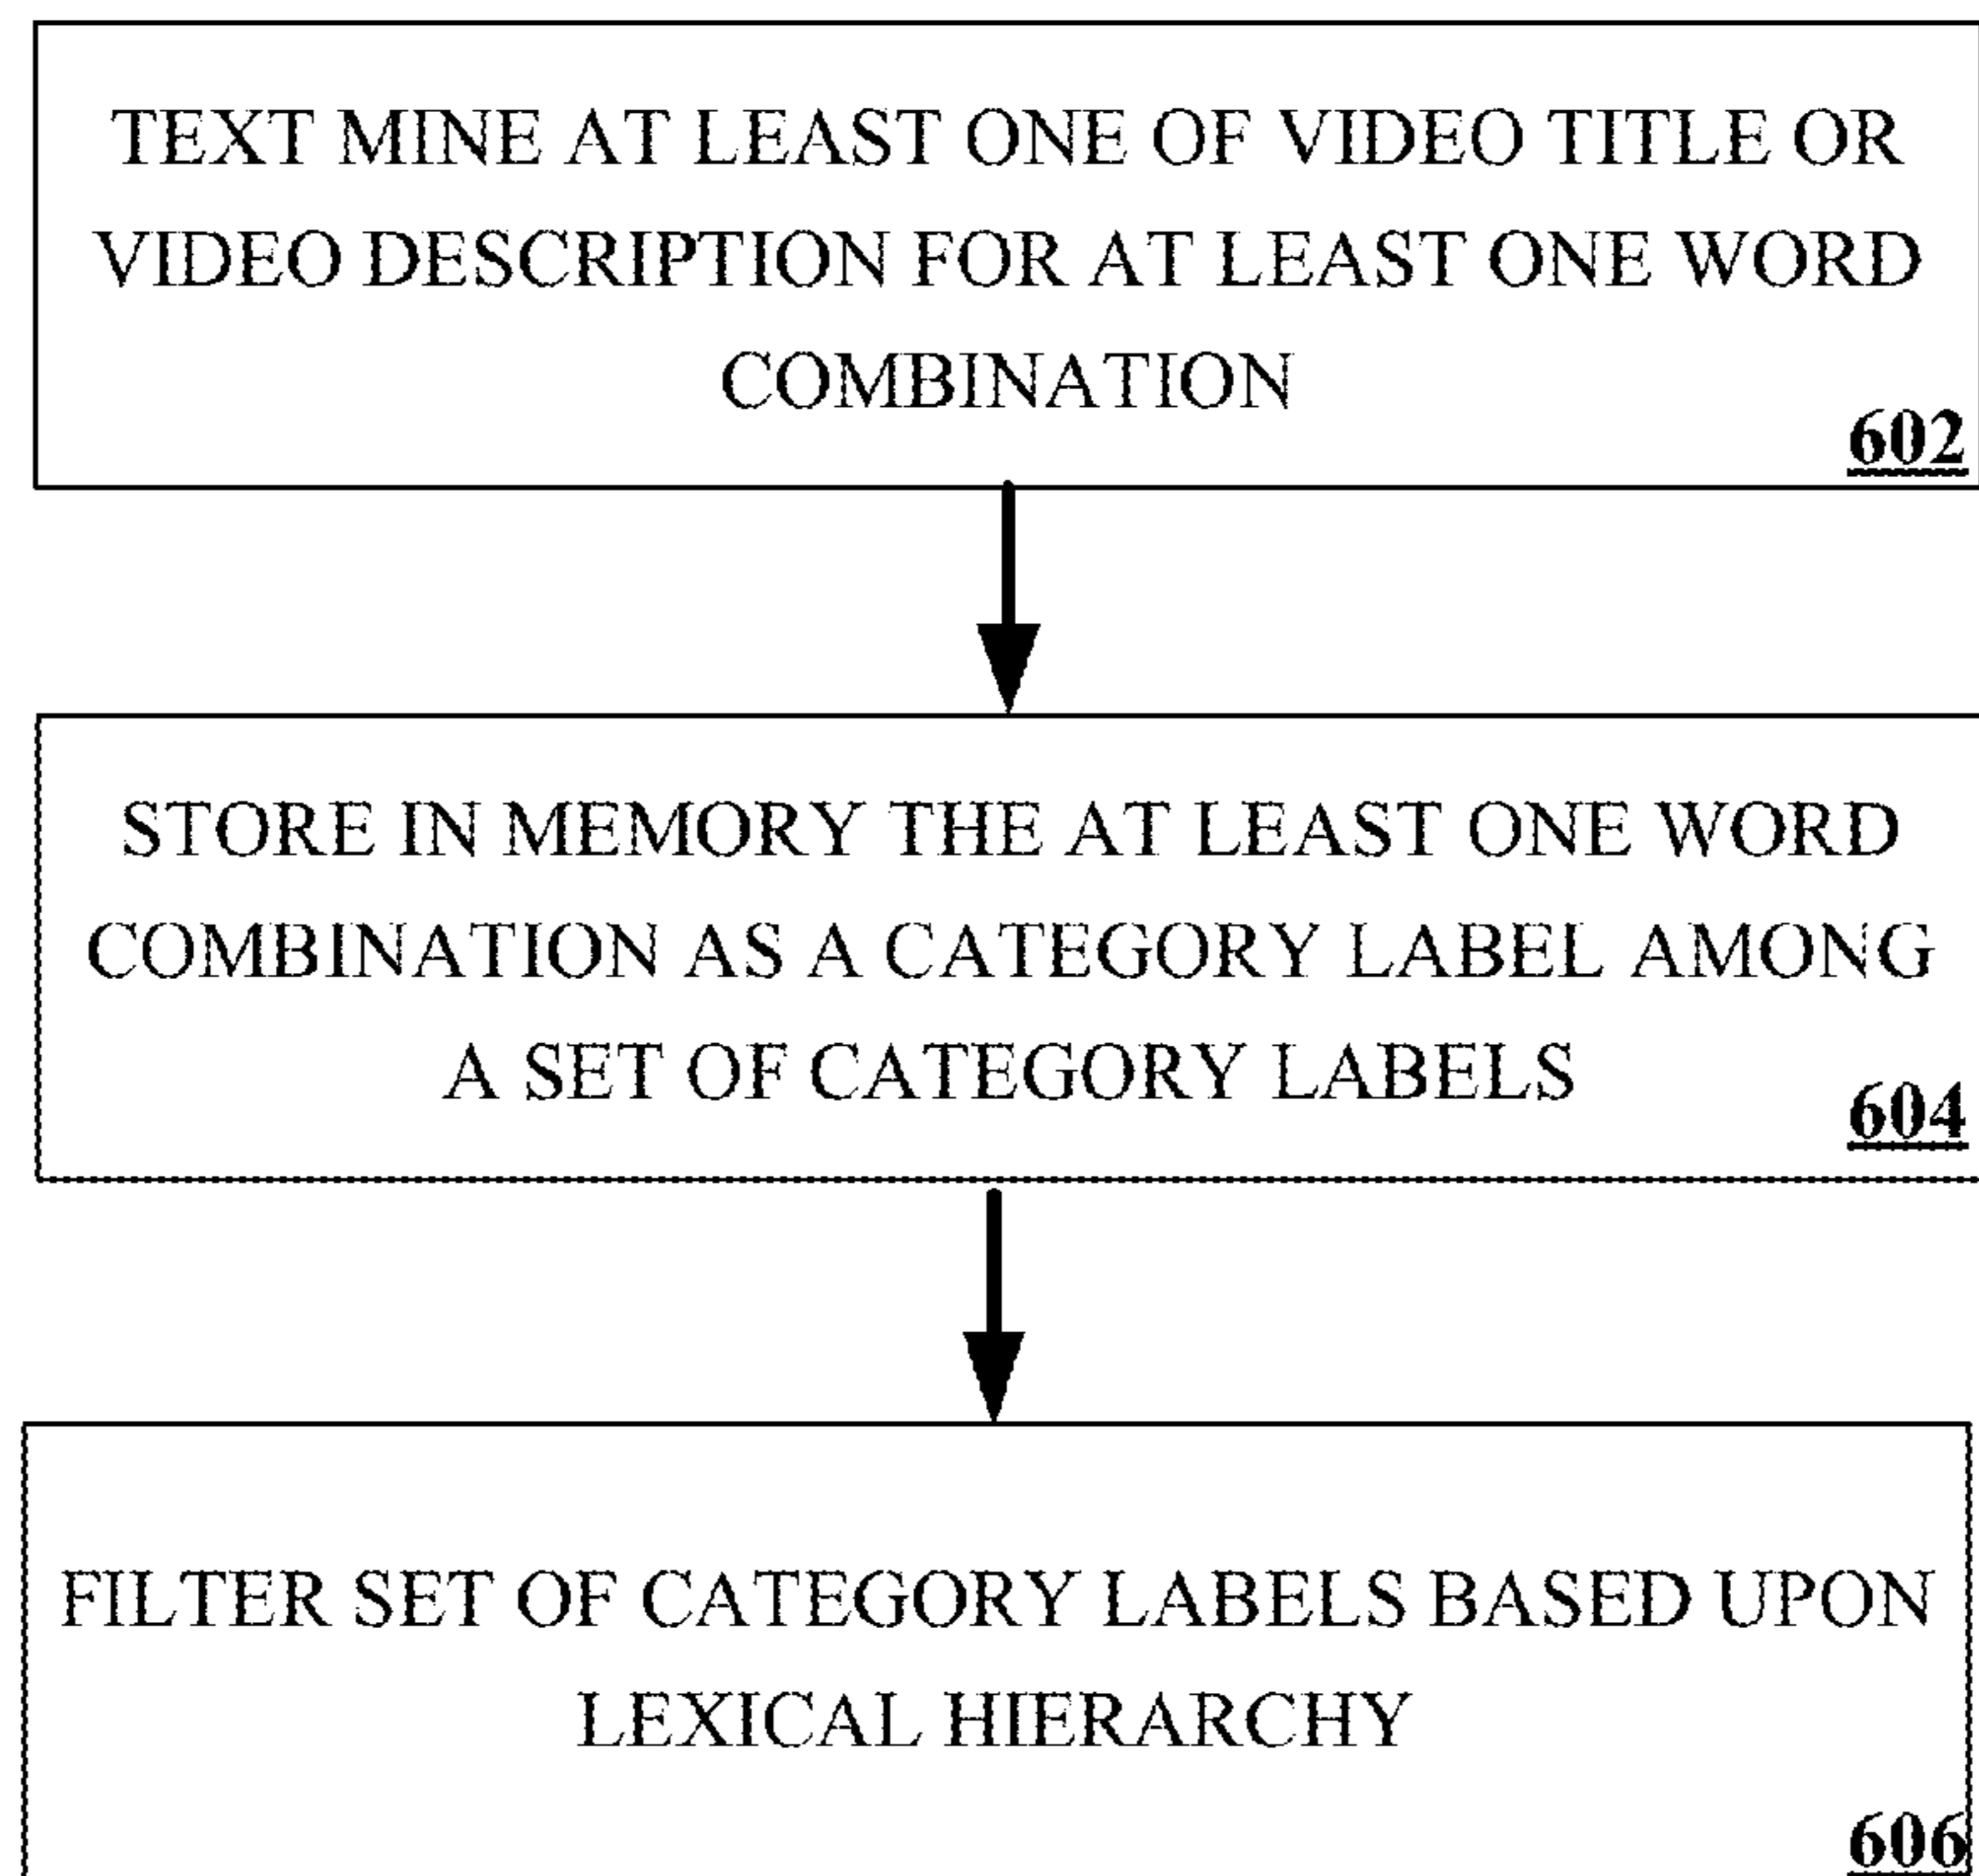 TEXT MINE AT LEAST ONE OF VIDEO TITLE OR
VIDEO DESCRIPTION FOR AT LEAST ONE WORD
COMBINATION
602
STORE IN MEMORY THE AT LEAST ONE WORD
COMBINATION AS A CATEGORY LABEL AMONG
A SET OF CATEGORY LABELS
604
FILTER SET OF CATEGORY LABELS BASED UPON
LEXICAL HIERARCHY
606